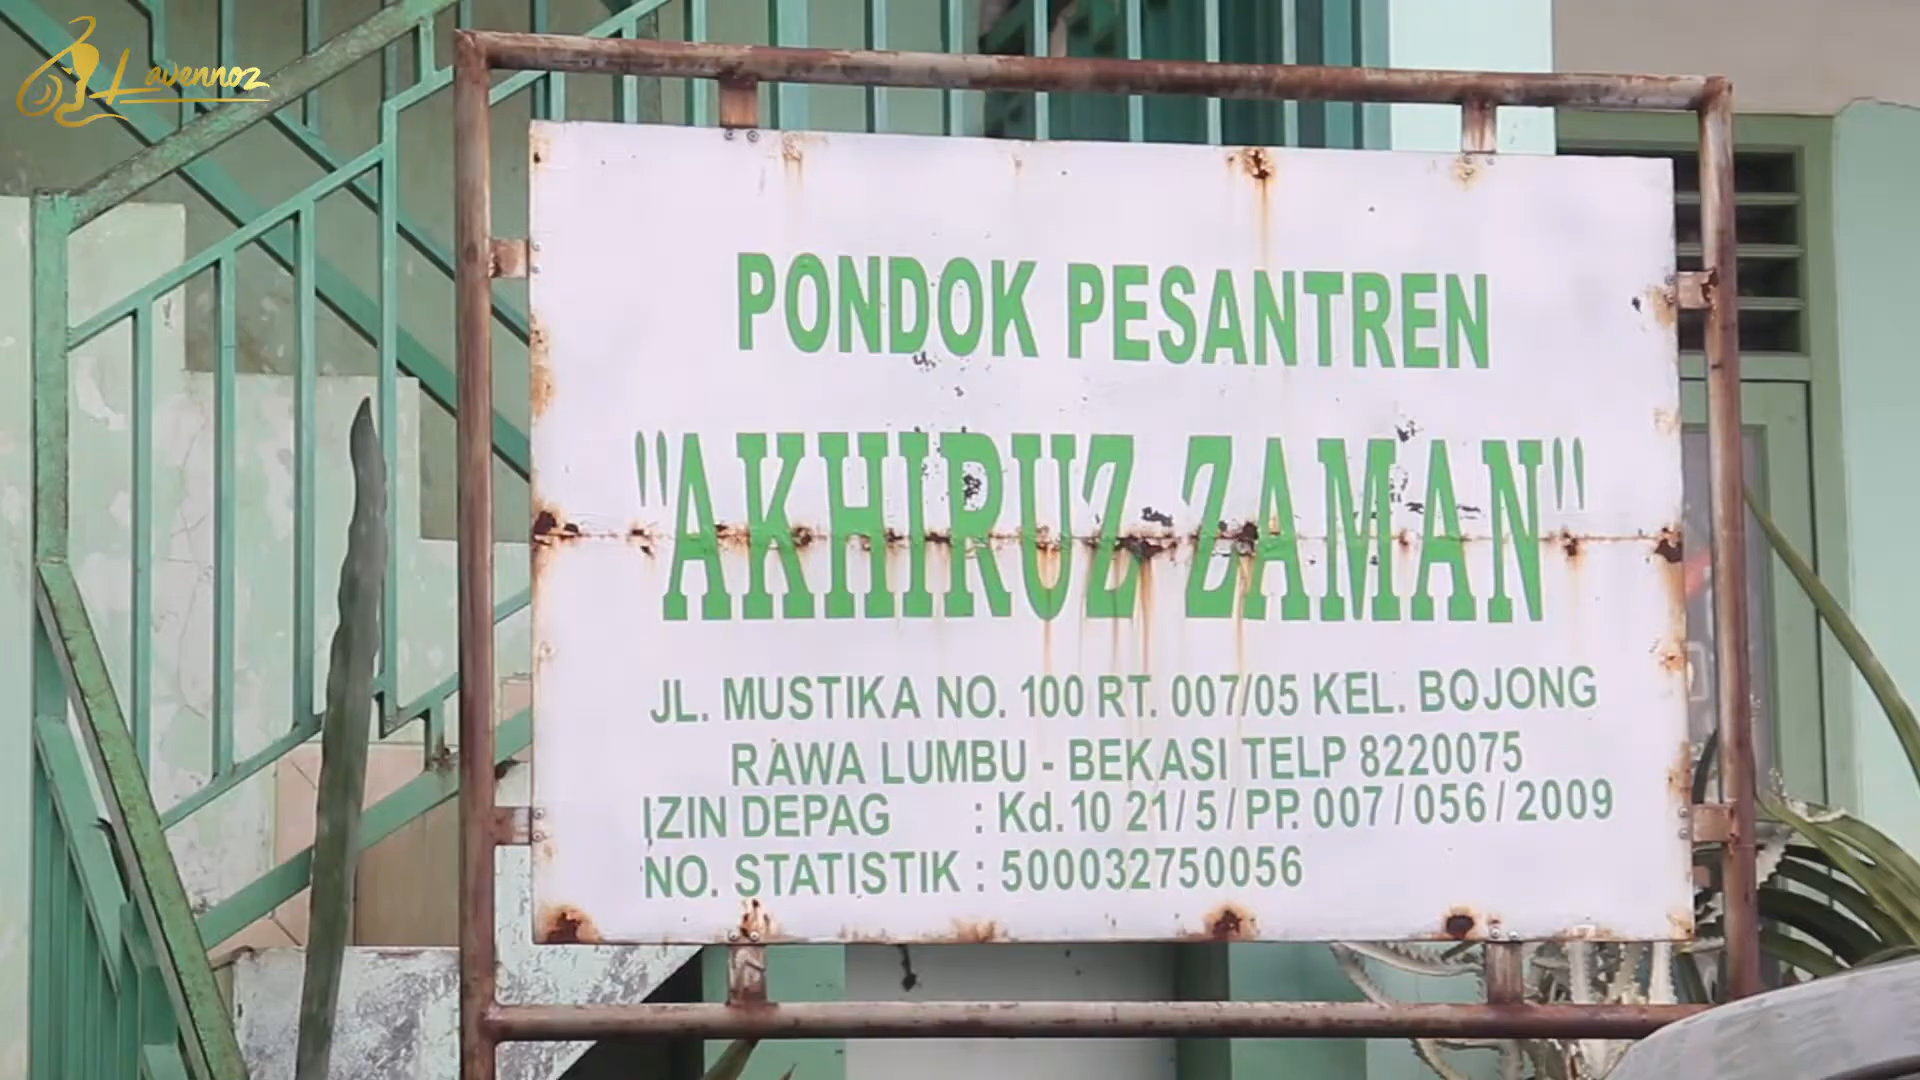 Lavennoz
PONDOK PESANTREN
"AKHIRUZ ZAMAN"
JL. MUSTIKA NO. 100 RT. 007/05 KEL. BOJONG
RAWA LUMBU - BEKASI TELP 8220075
IZIN DEPAG : Kd. 10 21 / 5 / PP. 007 / 056 / 2009
NO. STATISTIK : 500032750056